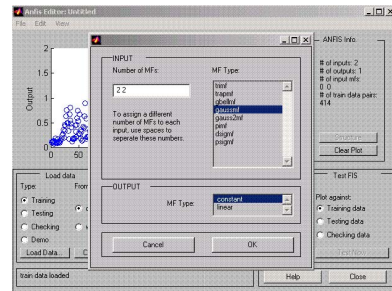 Anfis Editor: Untitled
File Edit View
ANFIS Info.
# of inputs: 2
# of outputs: 1
# of input mfs:
0 0
# of train data pairs:
414
Structure
Clear Plot
Output
2
1.5
1
0.5
0
0 50
INPUT
Number of MFs:
2 2
To assign a different
number of MFs to each
input, use spaces to
seperate these numbers.
MF Type:
trimf
trapmf
gbellmf
gaussmf
gauss2mf
pimf
dsigmf
psigmf
OUTPUT
MF Type:
constant
linear
Cancel
OK
Load data
Type:
From
Training
Testing
Checking
Demo
Load Data...
Test FIS
Plot against:
Training data
Testing data
Checking data
Test Now
train data loaded
Help
Close